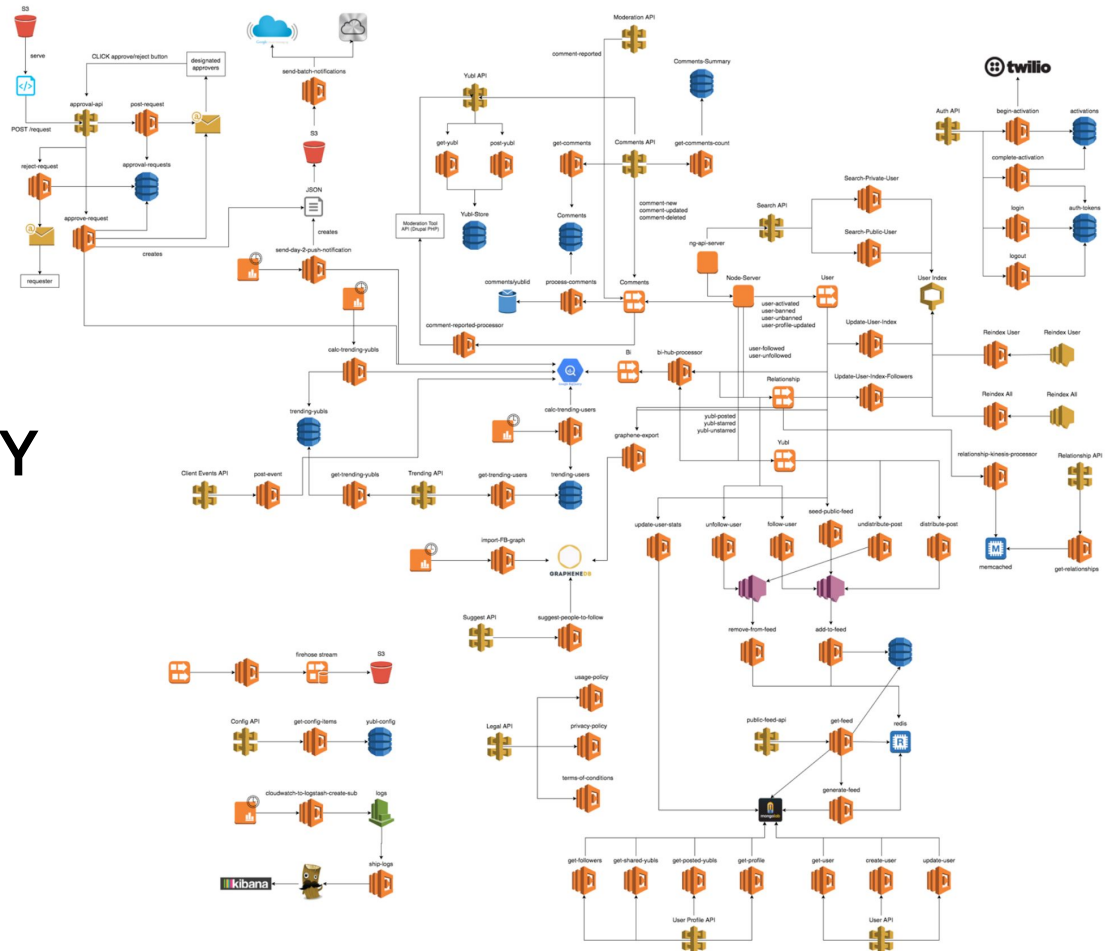 S3
serve
CLICK approve/reject button
designated
approvers
approval-api
post-request
POST /request
reject-request
approval-requests
approve-request
creates
requester
send-batch-notifications
S3
JSON
creates
send-day-2-push-notification
Moderation API
comment-reported
Yubl API
get-yubl
post-yubl
Yubl-Store
Moderation Tool
API (Drupal PHP)
Comments-Summary
get-comments
Comments API
get-comments-count
Comments
comment-new
comment-updated
comment-deleted
comments/yublid
process-comments
Comments
comment-reported-processor
twilio
Auth API
begin-activation
activations
complete-activation
login
auth-tokens
logout
Search-Private-User
Search API
Search-Public-User
ng-api-server
Node-Server
User
User Index
user-activated
user-banned
user-unbanned
user-profile-updated
Update-User-Index
Reindex User
Reindex User
user-followed
user-unfollowed
Update-User-Index-Followers
Reindex All
Reindex All
Bi
bi-hub-processor
Relationship
yubl-posted
yubl-starred
yubl-unstarred
Yubl
graphene-export
relationship-kinesis-processor
Relationship API
memcached
get-relationships
calc-trending-yubls
trending-yubls
calc-trending-users
Y
Client Events API
post-event
get-trending-yubls
Trending API
get-trending-users
trending-users
import-FB-graph
GRAPHENEDB
Suggest API
suggest-people-to-follow
update-user-stats
unfollow-user
follow-user
seed-public-feed
undistribute-post
distribute-post
remove-from-feed
add-to-feed
firehose stream
S3
Config API
get-config-items
yubl-config
cloudwatch-to-logstash-create-sub
logs
ship-logs
kibana
usage-policy
Legal API
privacy-policy
terms-of-conditions
public-feed-api
get-feed
redis
generate-feed
get-followers
get-shared-yubls
get-posted-yubls
get-profile
get-user
create-user
update-user
User Profile API
User API